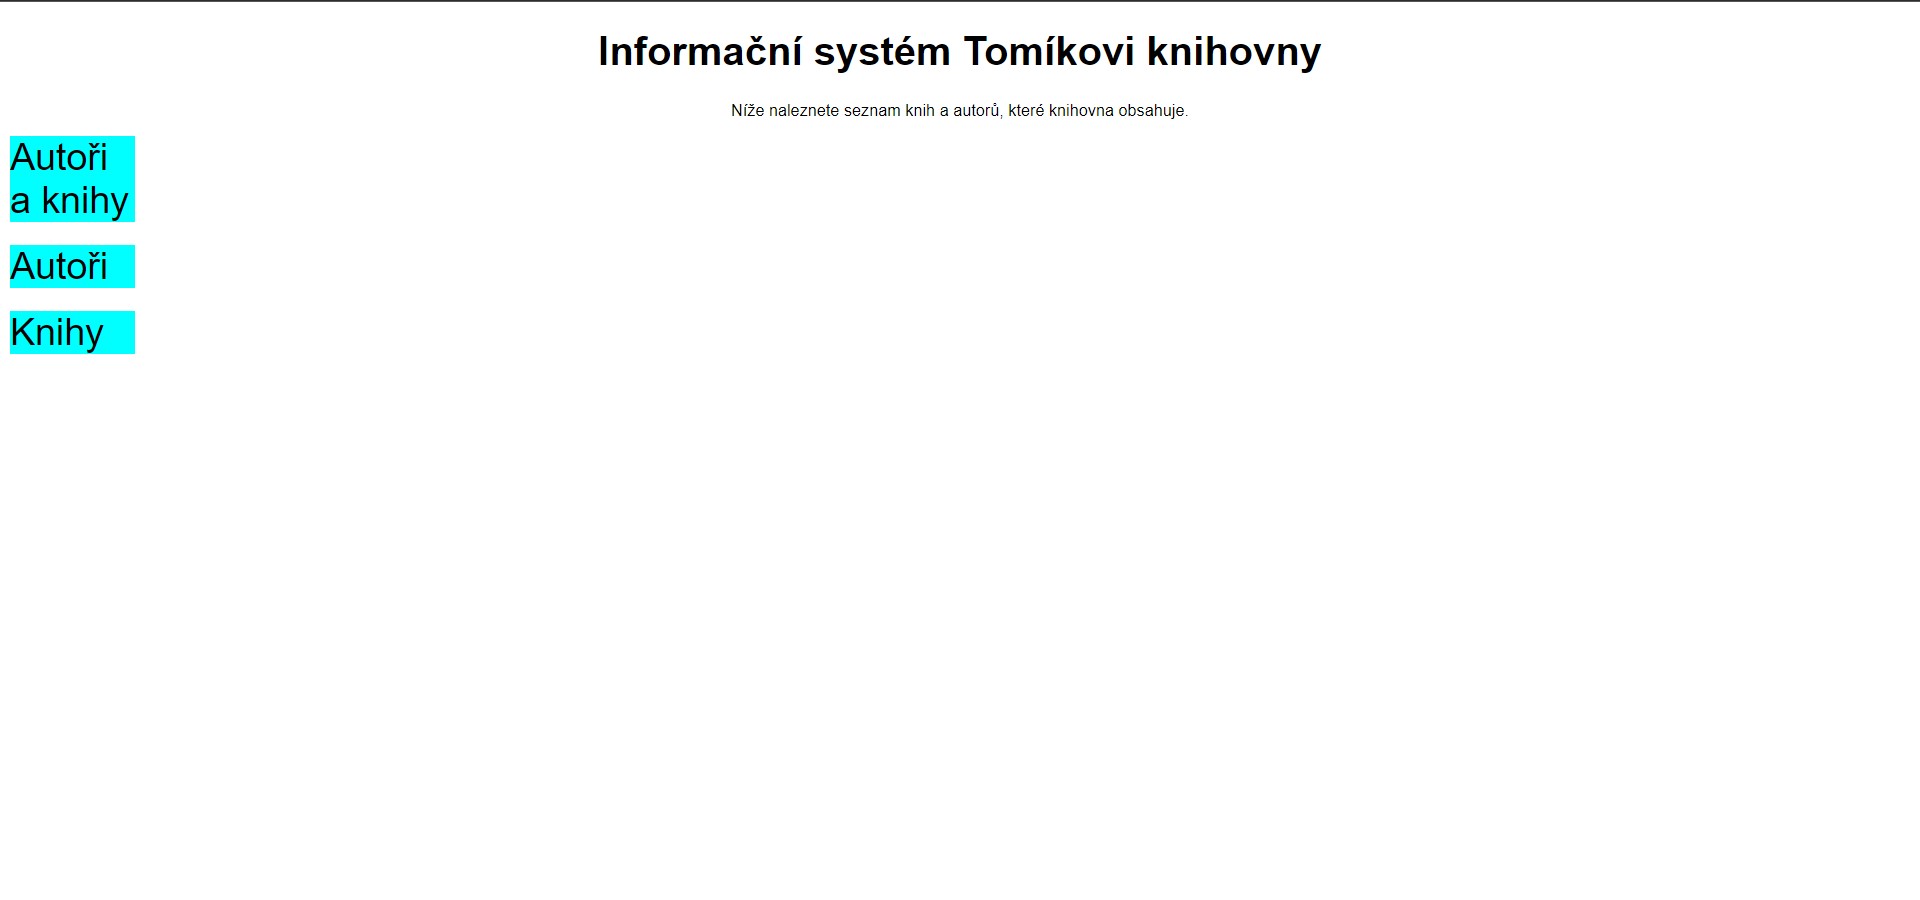 Informační systém Tomíkovi knihovny
Níže naleznete seznam knih a autorů, které knihovna obsahuje.
Autoři
a knihy
Autoři
Knihy